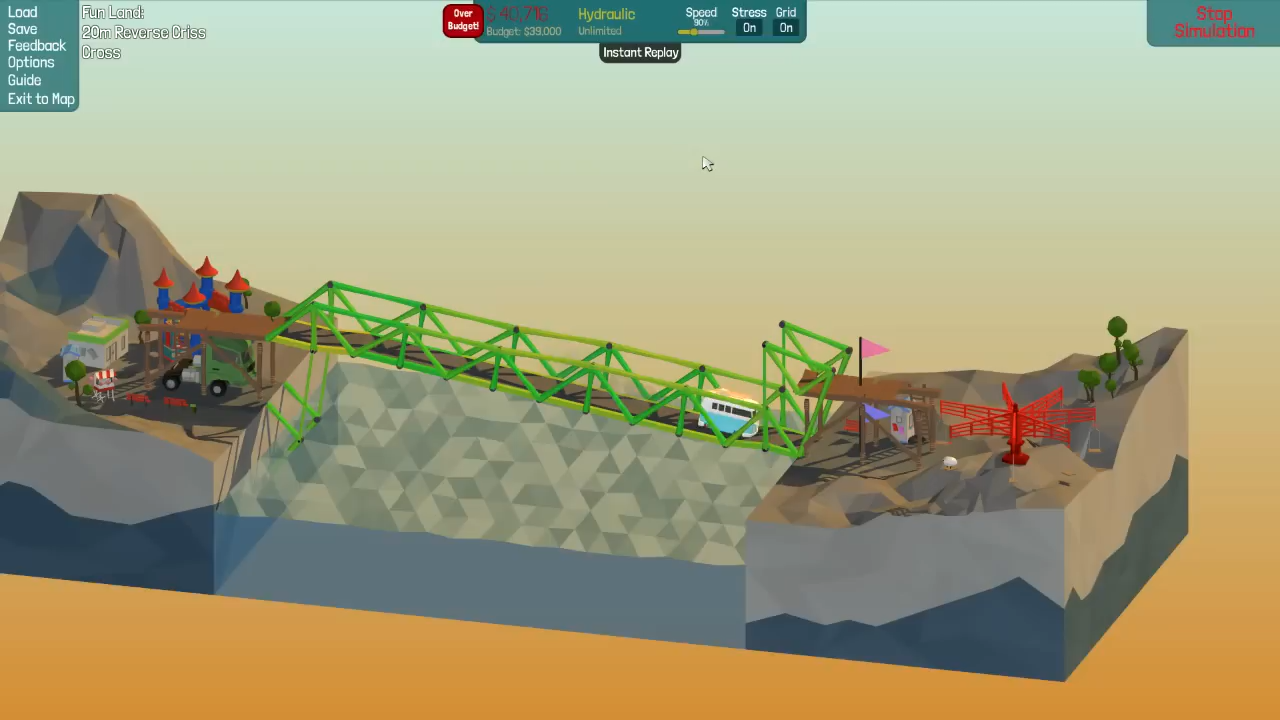 Load
Save
Feedback
Options
Guide
Exit to Map
Fun Land:
20m Reverse Criss
Cross
Over
Budget!
$ 40,716
Budget: $39,000
Hydraulic
Unlimited
Speed
90%
Stress
On
Grid
On
Instant Replay
Stop
Simulation